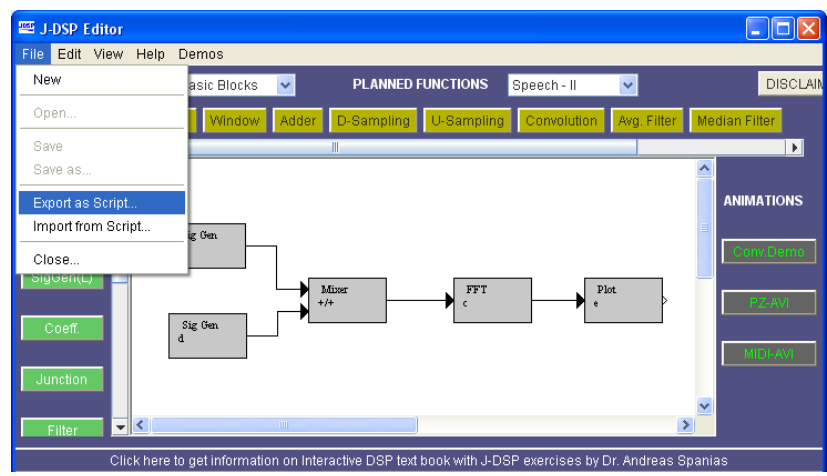 J-DSP Editor
File Edit View Help Demos
New
Open...
Save
Save as...
Export as Script...
Import from Script...
Close...
asic Blocks
PLANNED FUNCTIONS
Speech - II
DISCLAIM
Window Adder D-Sampling U-Sampling Convolution Avg. Filter Median Filter
ANIMATIONS
ig Gen
SigGen(L)
Conv.Demo
Mixer
+/+
FFT
c
Plot
e
PZ-AVI
Sig Gen
d
Coeff.
MIDI-AVI
Junction
Filter
Click here to get information on Interactive DSP text book with J-DSP exercises by Dr. Andreas Spanias